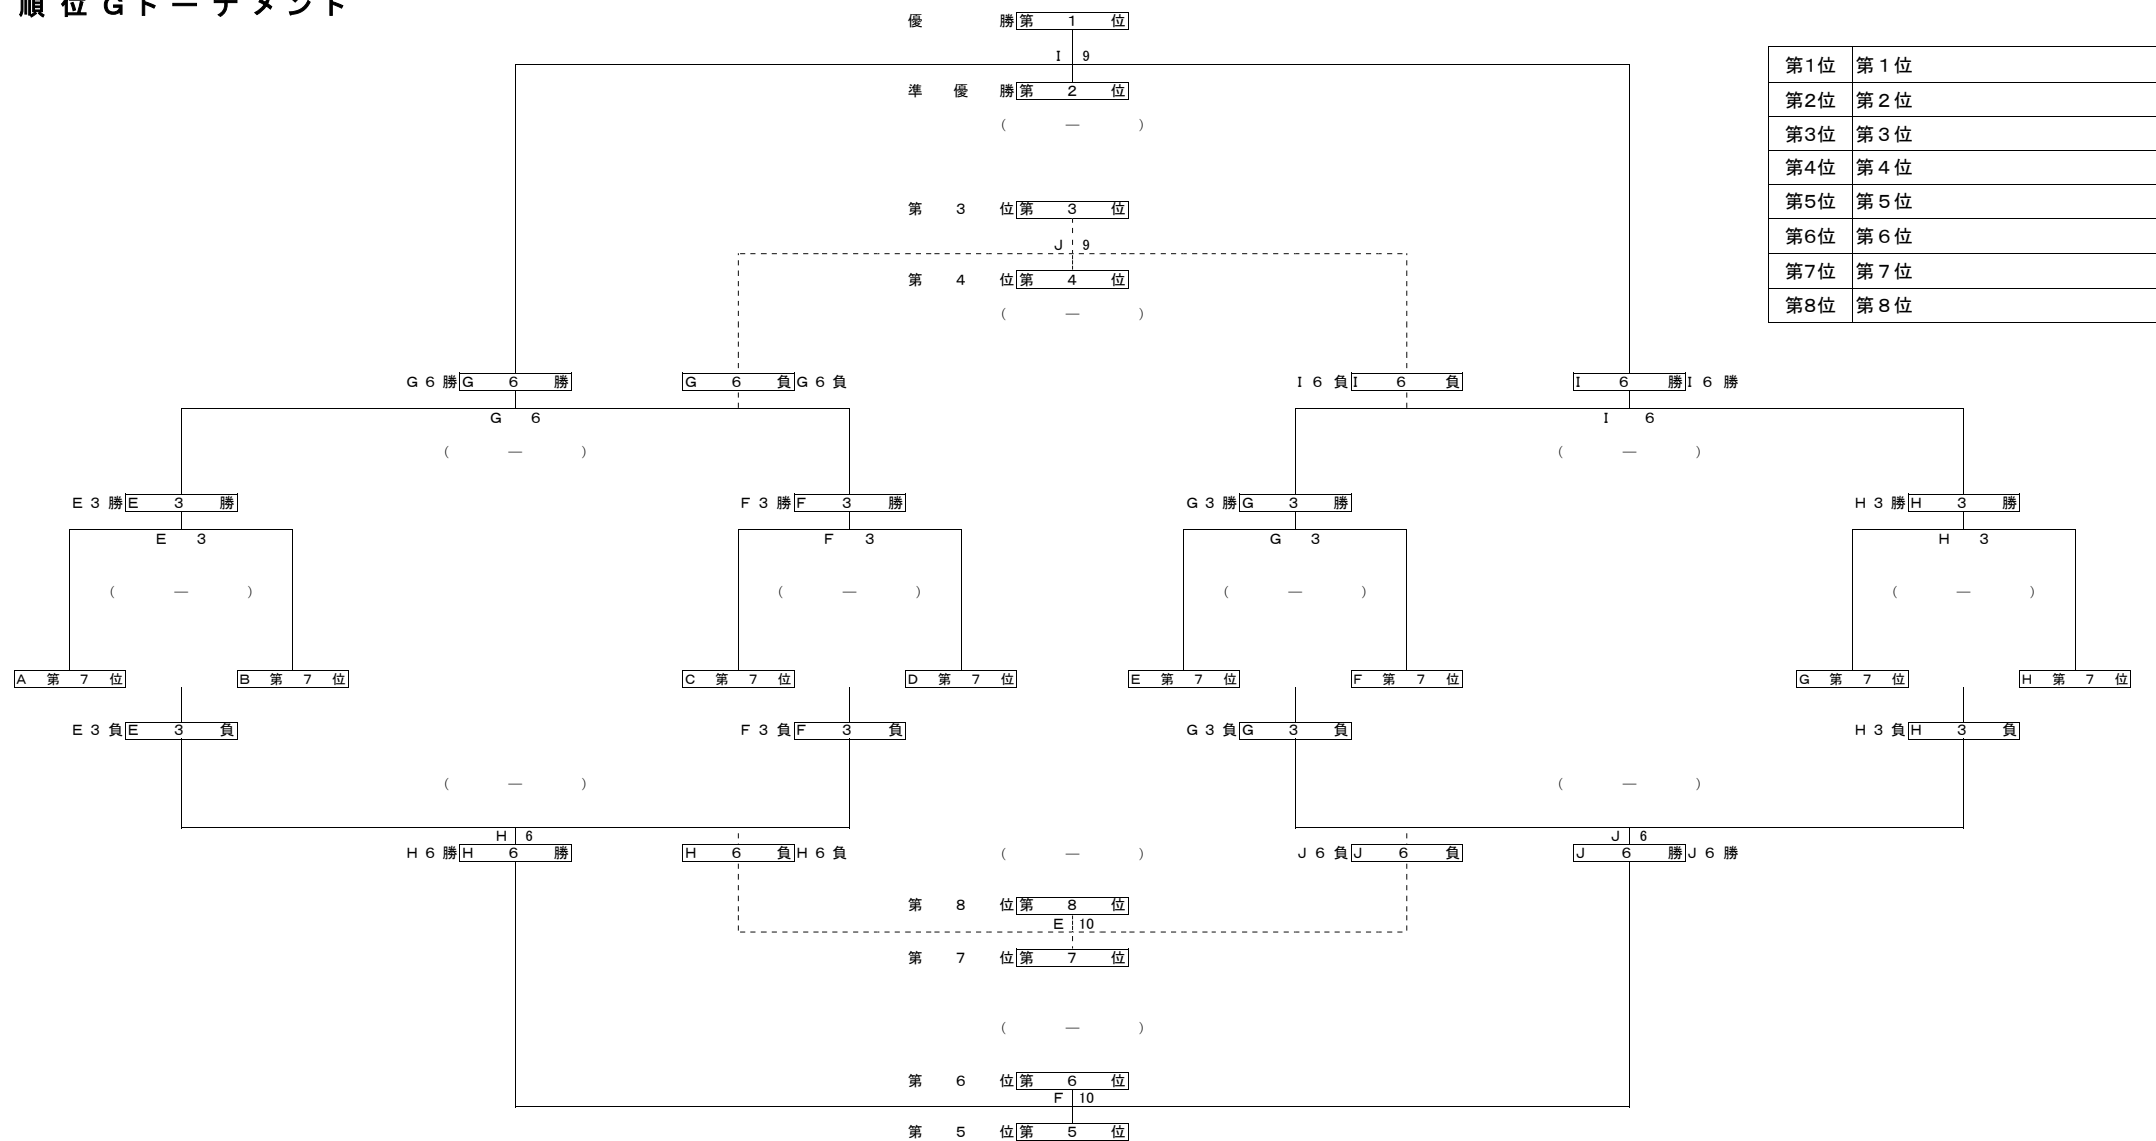 順位Gトーナメント
優勝 第1位
I 9
準優勝 第2位
( — )
第1位 第1位
第2位 第2位
第3位 第3位
第4位 第4位
第5位 第5位
第6位 第6位
第7位 第7位
第8位 第8位
第3位 第3位
J 9
第4位 第4位
( — )
G6勝 G6勝 G6負 G6負 I6負 I6負 I6勝 I6勝
G 6 I 6
( — ) ( — )
E3勝 E3勝 F3勝 F3勝 G3勝 G3勝 H3勝 H3勝
E 3 F 3 G 3 H 3
( — ) ( — ) ( — ) ( — )
A第7位 B第7位 C第7位 D第7位 E第7位 F第7位 G第7位 H第7位
E3負 E3負 F3負 F3負 G3負 G3負 H3負 H3負
( — ) ( — )
H 6 J 6
H6勝 H6勝 H6負 H6負 ( — ) J6負 J6負 J6勝 J6勝
第8位 第8位
E 10
第7位 第7位
( — )
第6位 第6位
F 10
第5位 第5位